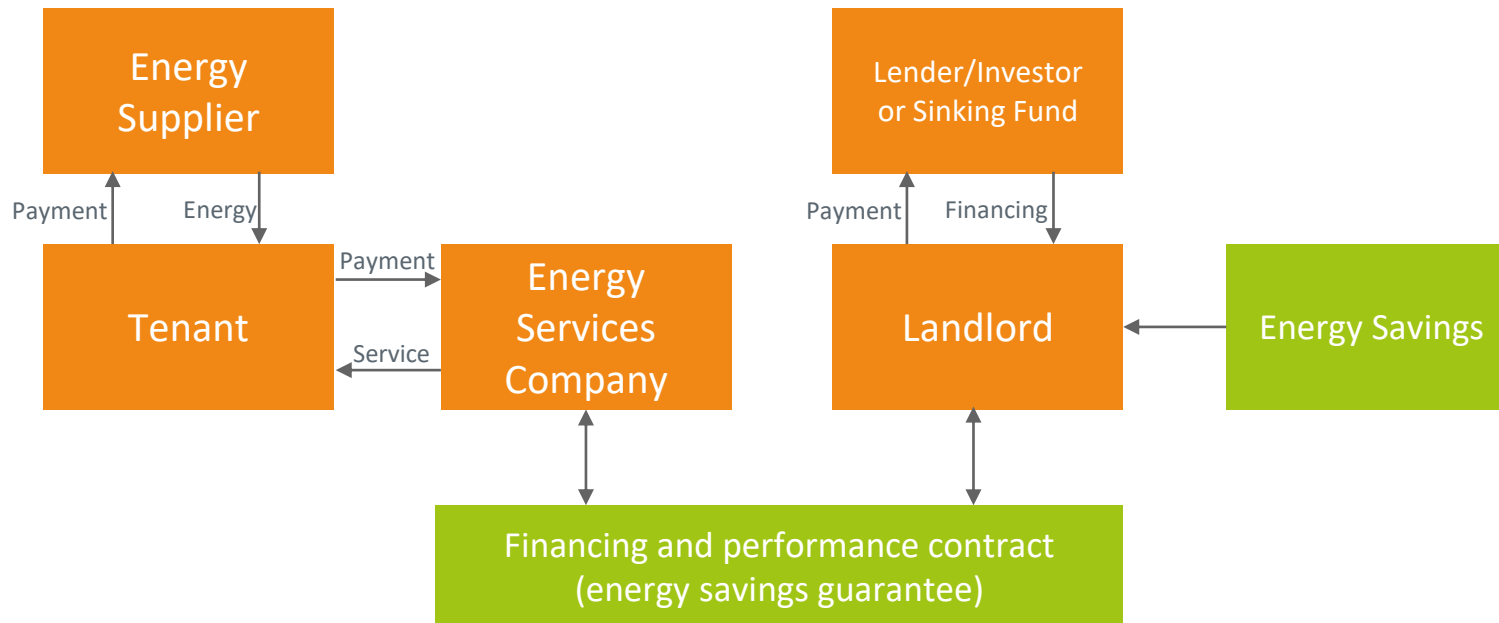 Energy
Supplier
Lender/Investor
or Sinking Fund
Payment
Energy
Payment
Financing
Tenant
Payment
Service
Energy
Services
Company
Landlord
Energy Savings
Financing and performance contract
(energy savings guarantee)